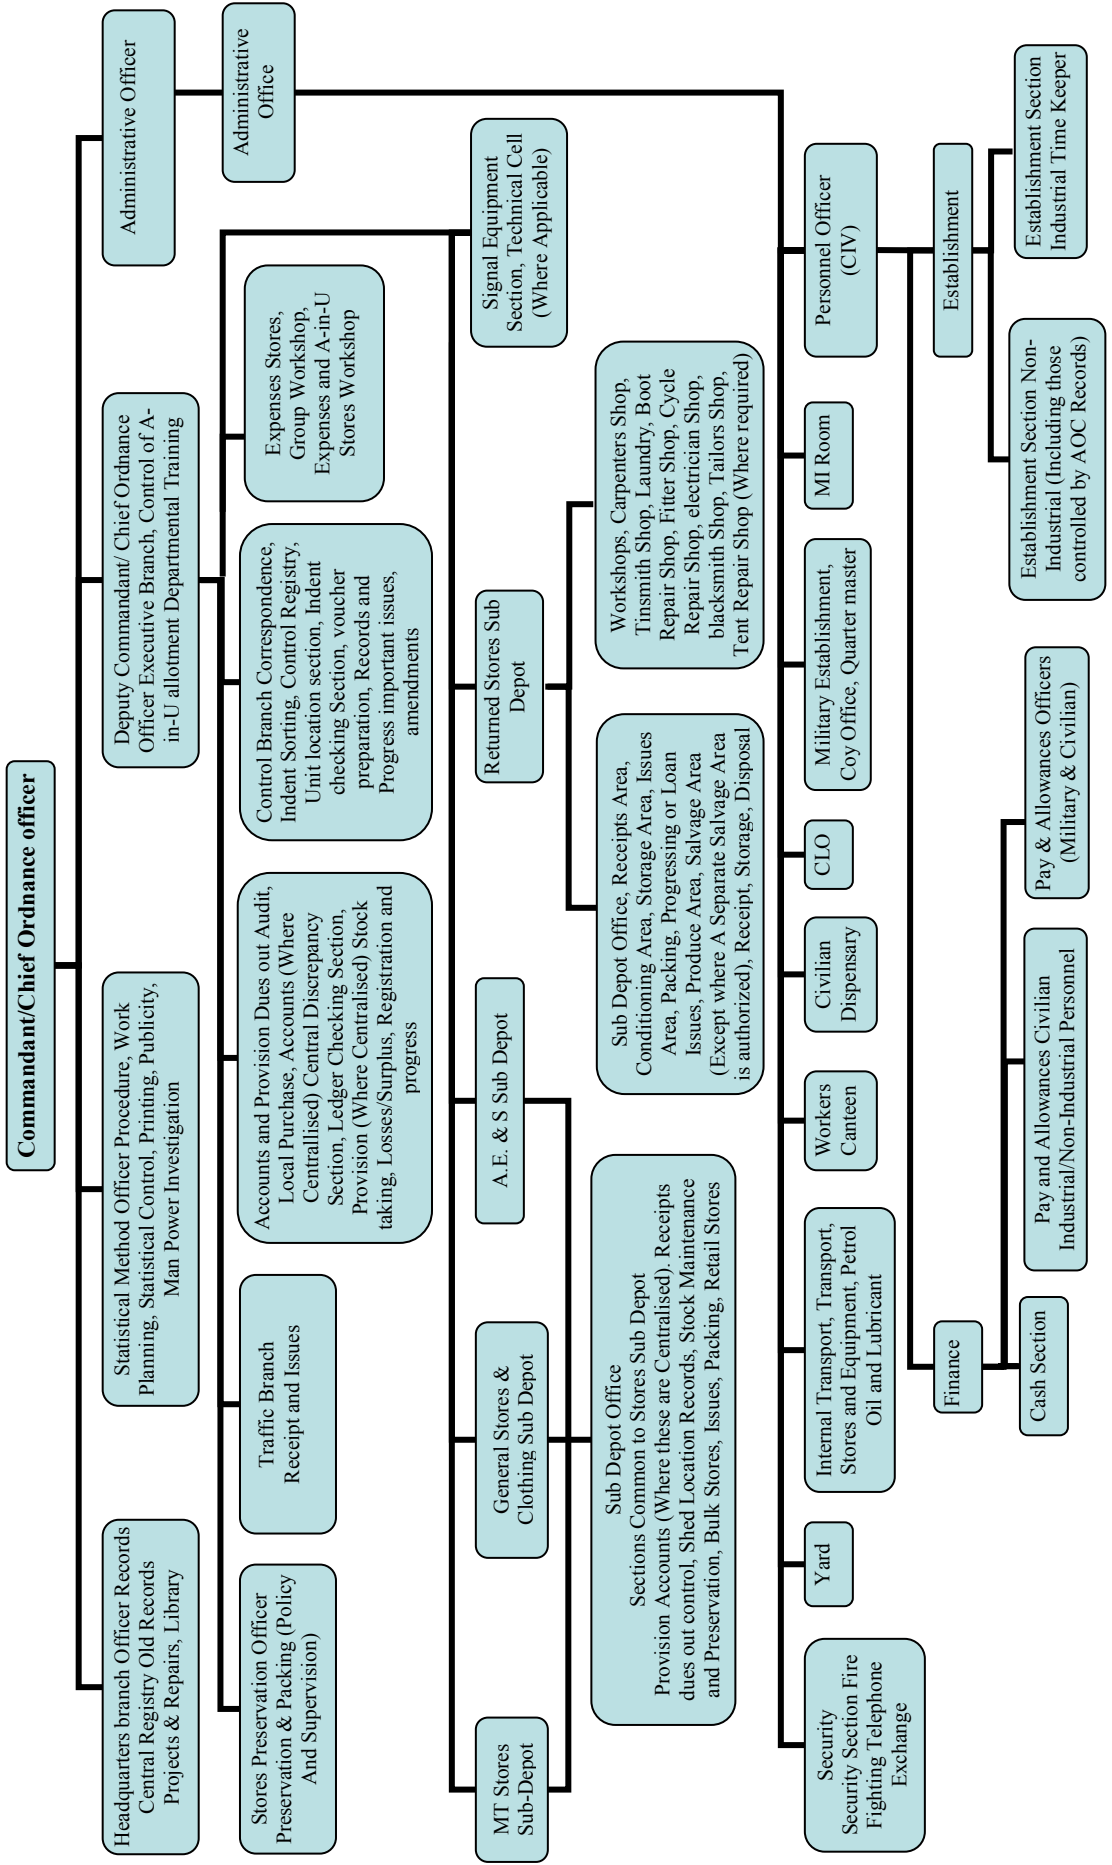 Commandant/Chief Ordnance officer
Headquarters branch Officer Records
Central Registry Old Records
Projects & Repairs, Library
Statistical Method Officer Procedure, Work
Planning, Statistical Control, Printing, Publicity,
Man Power Investigation
Deputy Commandant/ Chief Ordnance
Officer Executive Branch, Control of A-
in-U allotment Departmental Training
Administrative Officer
Administrative
Office
Stores Preservation Officer
Preservation & Packing (Policy
And Supervision)
Traffic Branch
Receipt and Issues
Accounts and Provision Dues out Audit,
Local Purchase, Accounts (Where
Centrallised) Central Discrepancy
Section, Ledger Checking Section,
Provision (Where Centralised) Stock
taking, Losses/Surplus, Registration and
progress
Control Branch Correspondence,
Indent Sorting, Control Registry,
Unit location section, Indent
checking Section, voucher
preparation, Records and
Progress important issues,
amendments
Expenses Stores,
Group Workshop,
Expenses and A-in-U
Stores Workshop
MT Stores
Sub-Depot
General Stores &
Clothing Sub Depot
A.E. & S Sub Depot
Returned Stores Sub
Depot
Signal Equipment
Section, Technical Cell
(Where Applicable)
Sub Depot Office
Sections Common to Stores Sub Depot
Provision Accounts (Where these are Centralised). Receipts
dues out control, Shed Location Records, Stock Maintenance
and Preservation, Bulk Stores, Issues, Packing, Retail Stores
Sub Depot Office, Receipts Area,
Conditioning Area, Storage Area, Issues
Area, Packing, Progressing or Loan
Issues, Produce Area, Salvage Area
(Except where A Separate Salvage Area
is authorized), Receipt, Storage, Disposal
Workshops, Carpenters Shop,
Tinsmith Shop, Laundry, Boot
Repair Shop, Fitter Shop, Cycle
Repair Shop, electrician Shop,
blacksmith Shop, Tailors Shop,
Tent Repair Shop (Where required)
Security
Security Section Fire
Fighting Telephone
Exchange
Yard
Internal Transport, Transport,
Stores and Equipment, Petrol
Oil and Lubricant
Workers
Canteen
Civilian
Dispensary
CLO
Military Establishment,
Coy Office, Quarter master
MI Room
Personnel Officer
(CIV)
Finance
Establishment
Cash Section
Pay and Allowances Civilian
Industrial/Non-Industrial Personnel
Pay & Allowances Officers
(Military & Civilian)
Establishment Section Non-
Industrial (Including those
controlled by AOC Records)
Establishment Section
Industrial Time Keeper